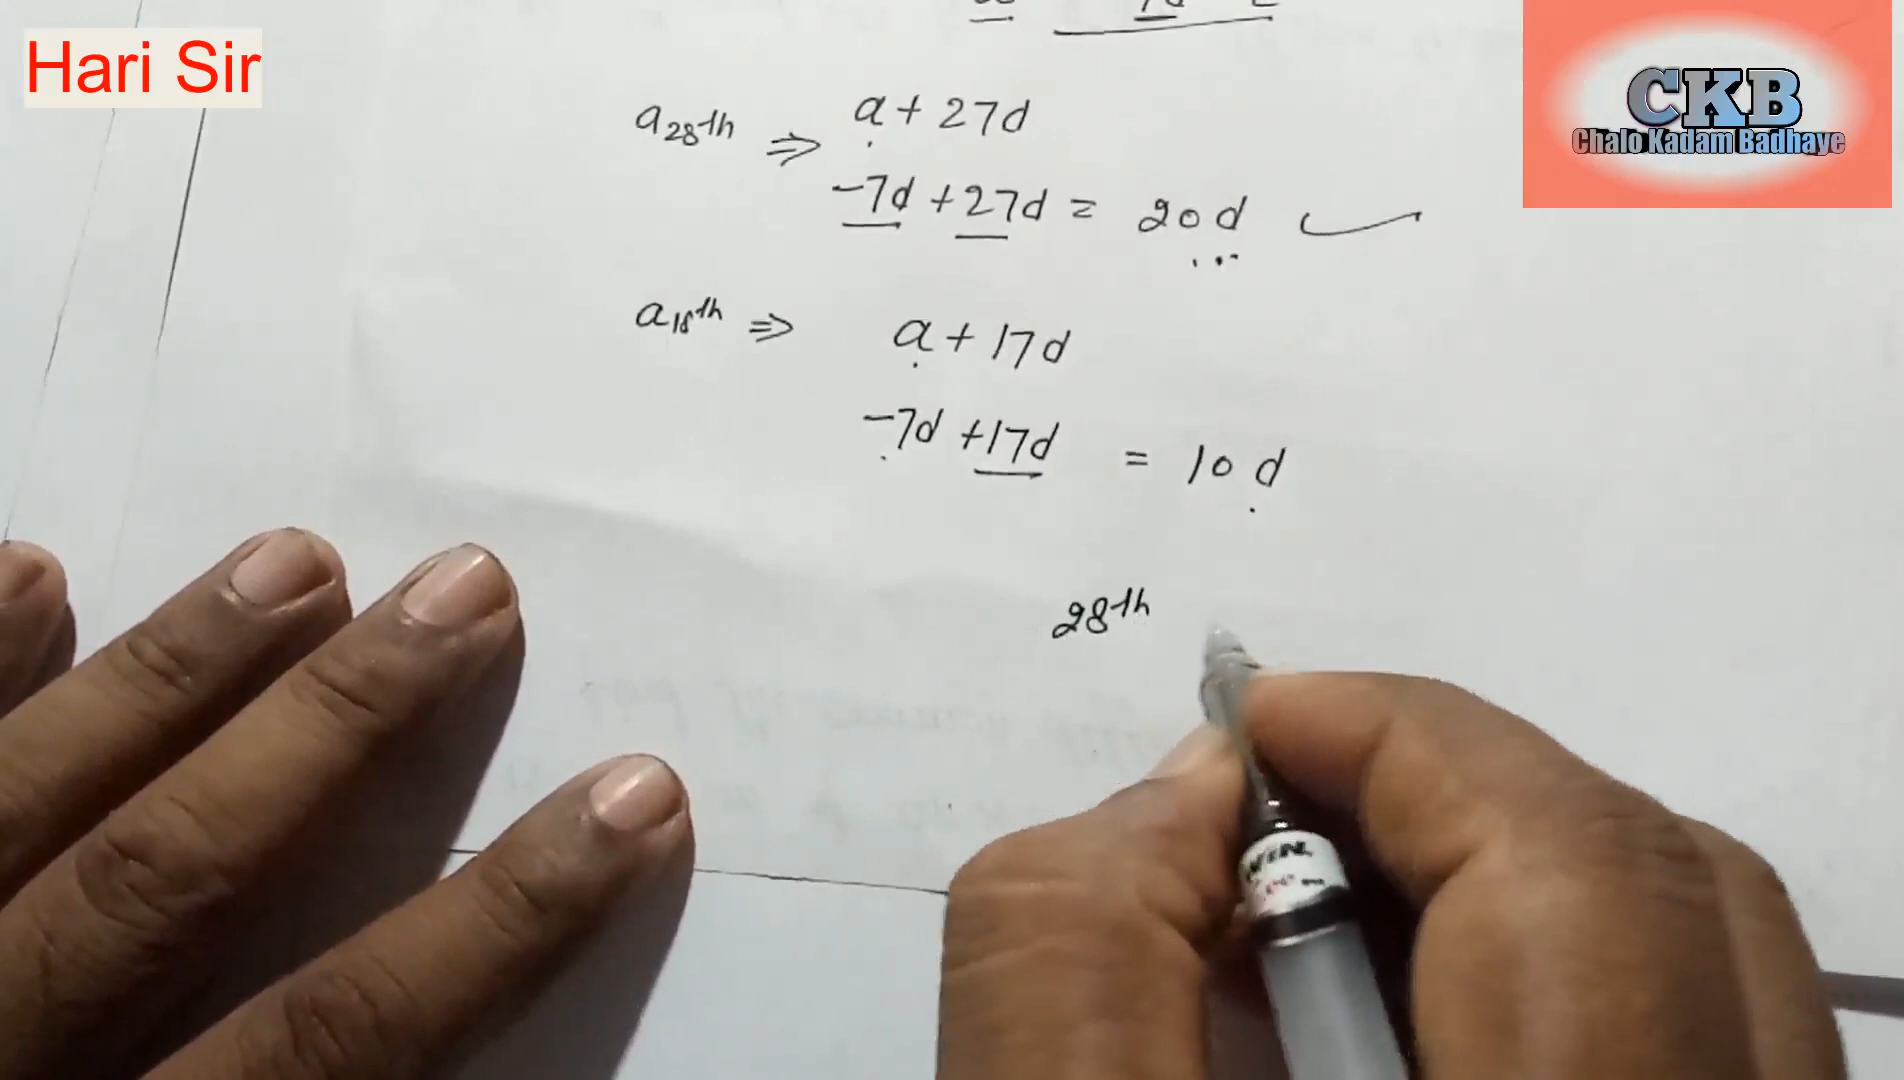 Hari Sir
CKB
Chalo Kadam Badhaye
a28th ⇒ a + 27d
-7d + 27d = 20d
a18th ⇒ a + 17d
-7d + 17d = 10d
28th